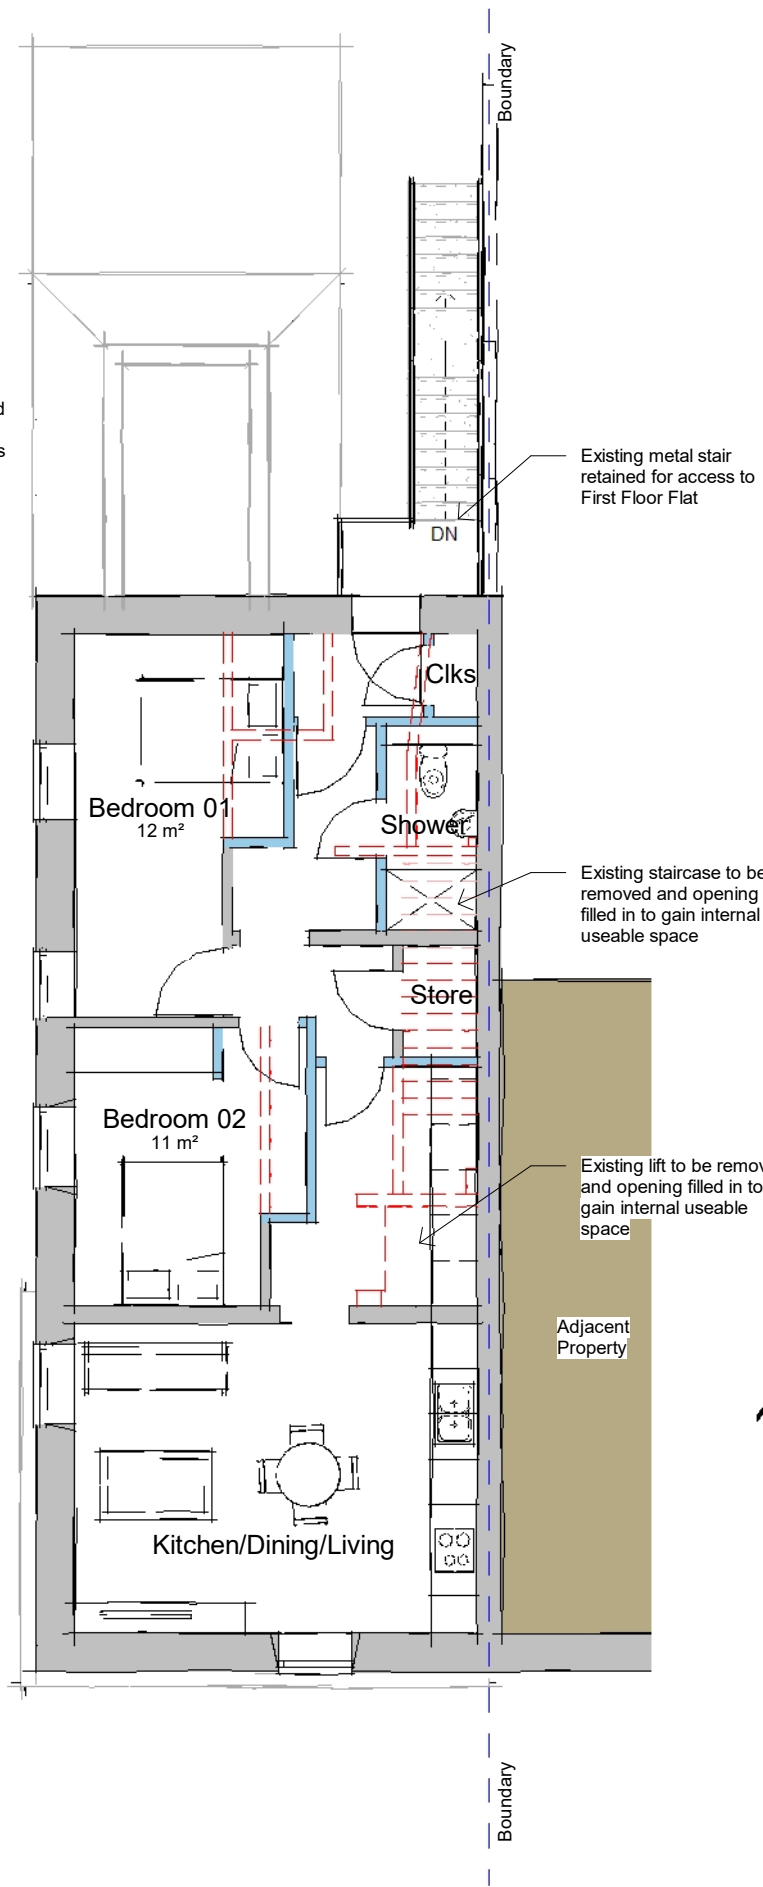 Boundary
d
s
Existing metal stair
retained for access to
First Floor Flat
DN
Clks
Bedroom 01
12 m²
Shower
Existing staircase to be
removed and opening
filled in to gain internal
useable space
Store
Bedroom 02
11 m²
Existing lift to be remov
and opening filled in to
gain internal useable
space
Adjacent
Property
Kitchen/Dining/Living
Boundary